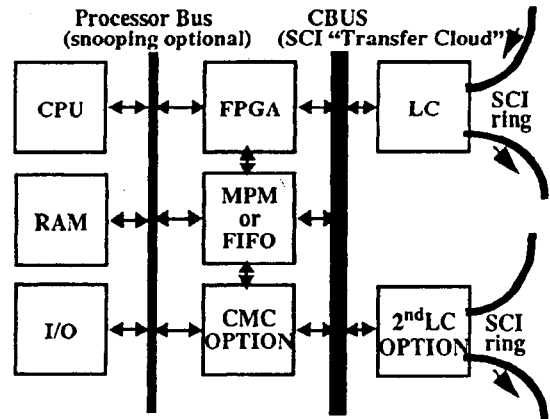 Processor Bus
(snooping optional)
CBUS
(SCI "Transfer Cloud")
CPU
FPGA
LC
SCI
ring
RAM
MPM
or
FIFO
I/O
CMC
OPTION
2ndLC
OPTION
SCI
ring